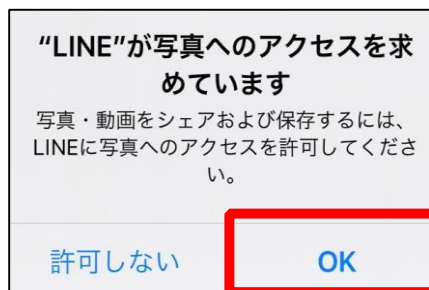 “LINE”が写真へのアクセスを求
めています
写真・動画をシェアおよび保存するには、
LINEに写真へのアクセスを許可してくださ
い。
許可しない
OK